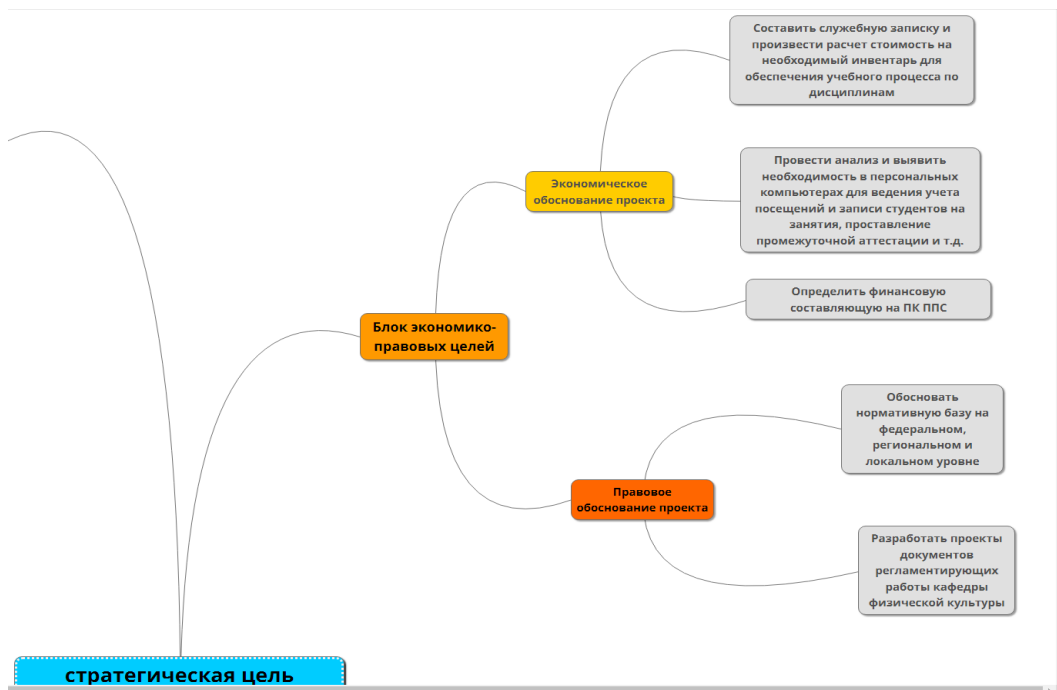 Составить служебную записку и
произвести расчет стоимость на
необходимый инвентарь для
обеспечения учебного процесса по
дисциплинам
Провести анализ и выявить
необходимость в персональных
компьютерах для ведения учета
посещений и записи студентов на
занятия, проставление
промежуточной аттестации и т.д.
Экономическое
обоснование проекта
Определить финансовую
составляющую на ПК ППС
Блок экономико-
правовых целей
Обосновать
нормативную базу на
федеральном,
региональном и
локальном уровне
Правовое
обоснование проекта
Разработать проекты
документов
регламентирующих
работы кафедры
физической культуры
стратегическая цель